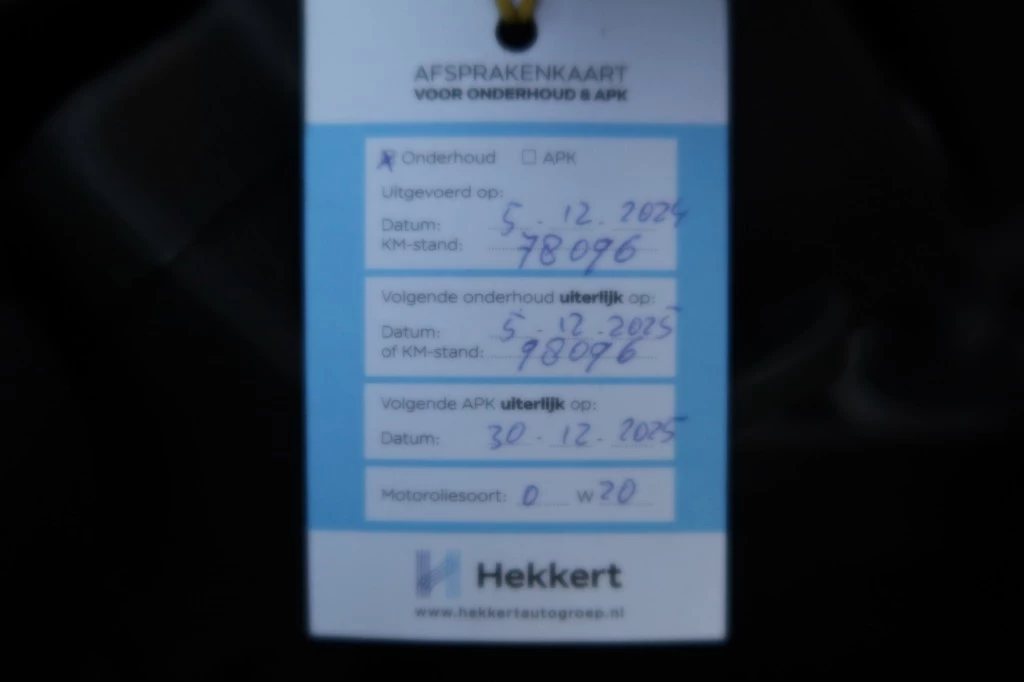 AFSPRAKENKAART
VOOR ONDERHOUD & APK
Onderhoud APK
Uitgevoerd op:
Datum: 5.12.2024
KM-stand: 78096
Volgende onderhoud uiterlijk op:
Datum: 5.12.2025
of KM-stand: 98096
Volgende APK uiterlijk op:
Datum: 30.12.2025
Motoroliesoort: 0 W 20
Hekkert
www.hekkertautogroep.nl